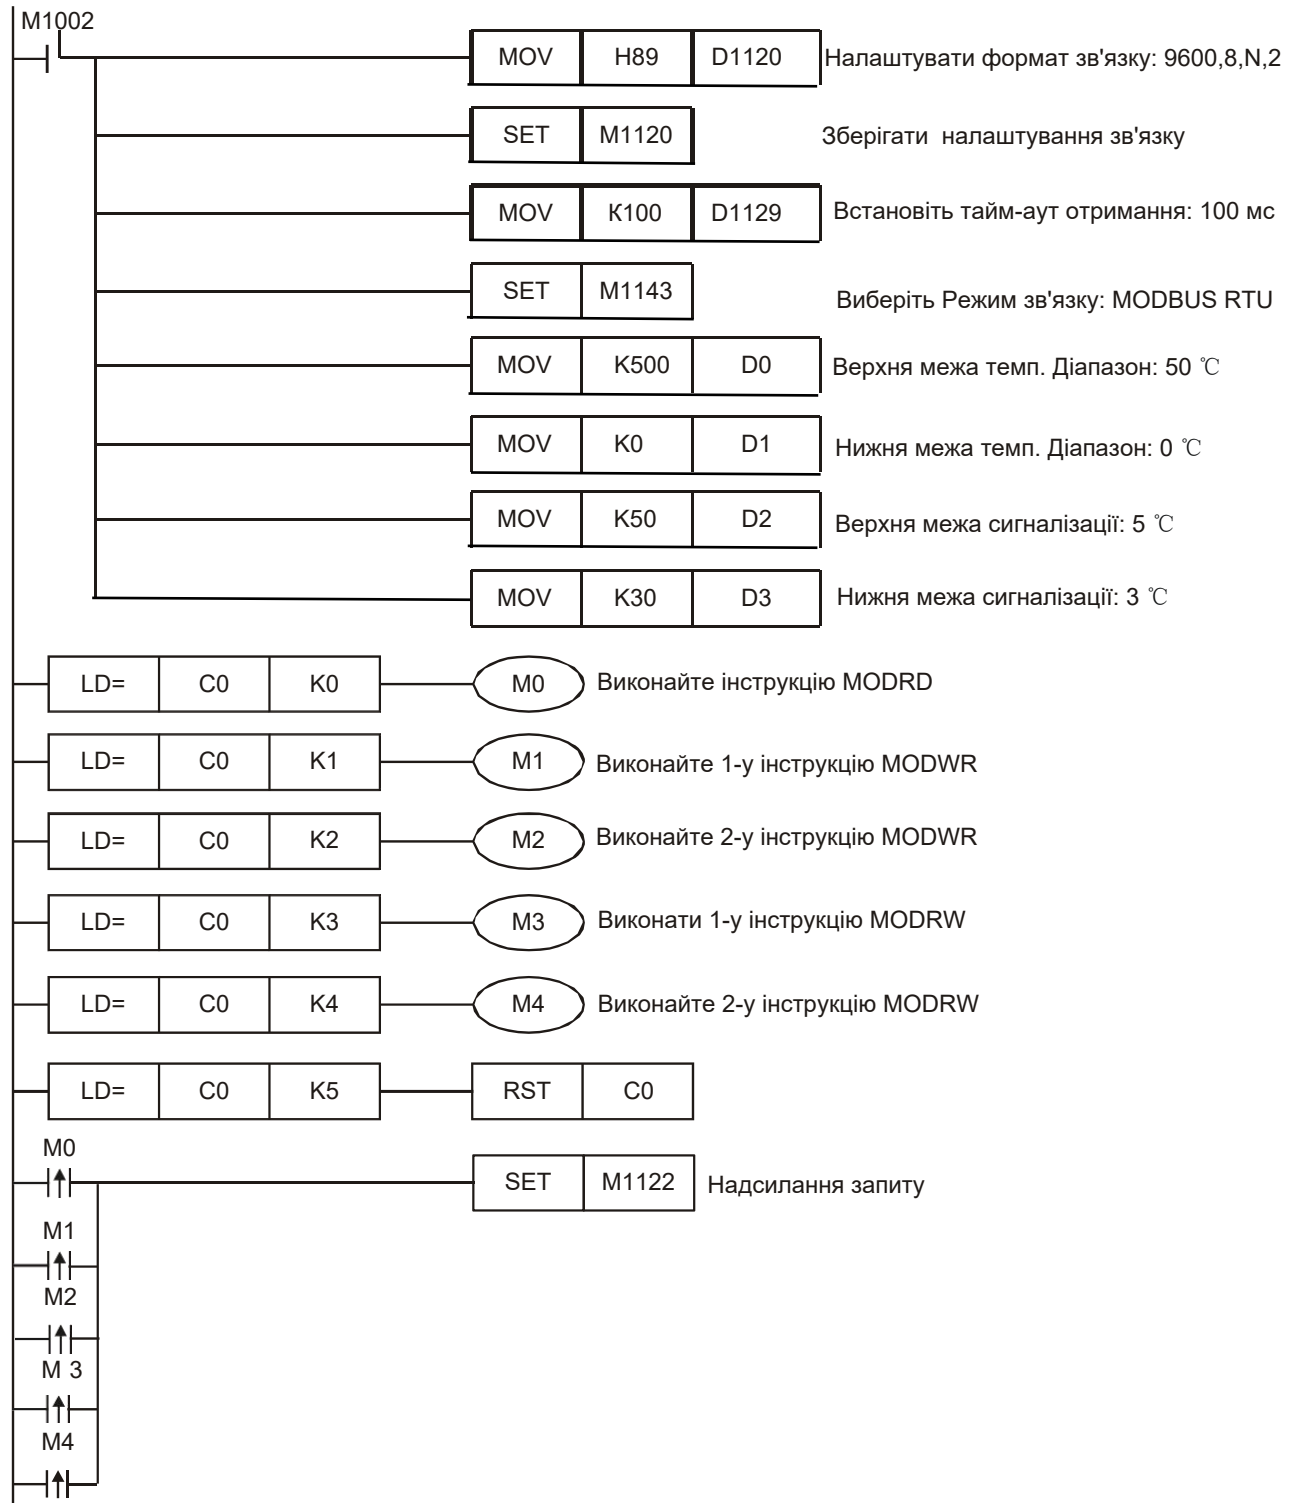 M1002
MOV H89 D1120 Налаштувати формат зв'язку: 9600,8,N,2
SET M1120 Зберігати налаштування зв'язку
MOV K100 D1129 Встановіть тайм-аут отримання: 100 мс
SET M1143 Виберіть Режим зв'язку: MODBUS RTU
MOV K500 D0 Верхня межа темп. Діапазон: 50 ℃
MOV K0 D1 Нижня межа темп. Діапазон: 0 ℃
MOV K50 D2 Верхня межа сигналізації: 5 ℃
MOV K30 D3 Нижня межа сигналізації: 3 ℃
LD= C0 K0 M0 Виконайте інструкцію MODRD
LD= C0 K1 M1 Виконайте 1-у інструкцію MODWR
LD= C0 K2 M2 Виконайте 2-у інструкцію MODWR
LD= C0 K3 M3 Виконати 1-у інструкцію MODRW
LD= C0 K4 M4 Виконайте 2-у інструкцію MODRW
LD= C0 K5 RST C0
M0
SET M1122 Надсилання запиту
M1
M2
M 3
M4